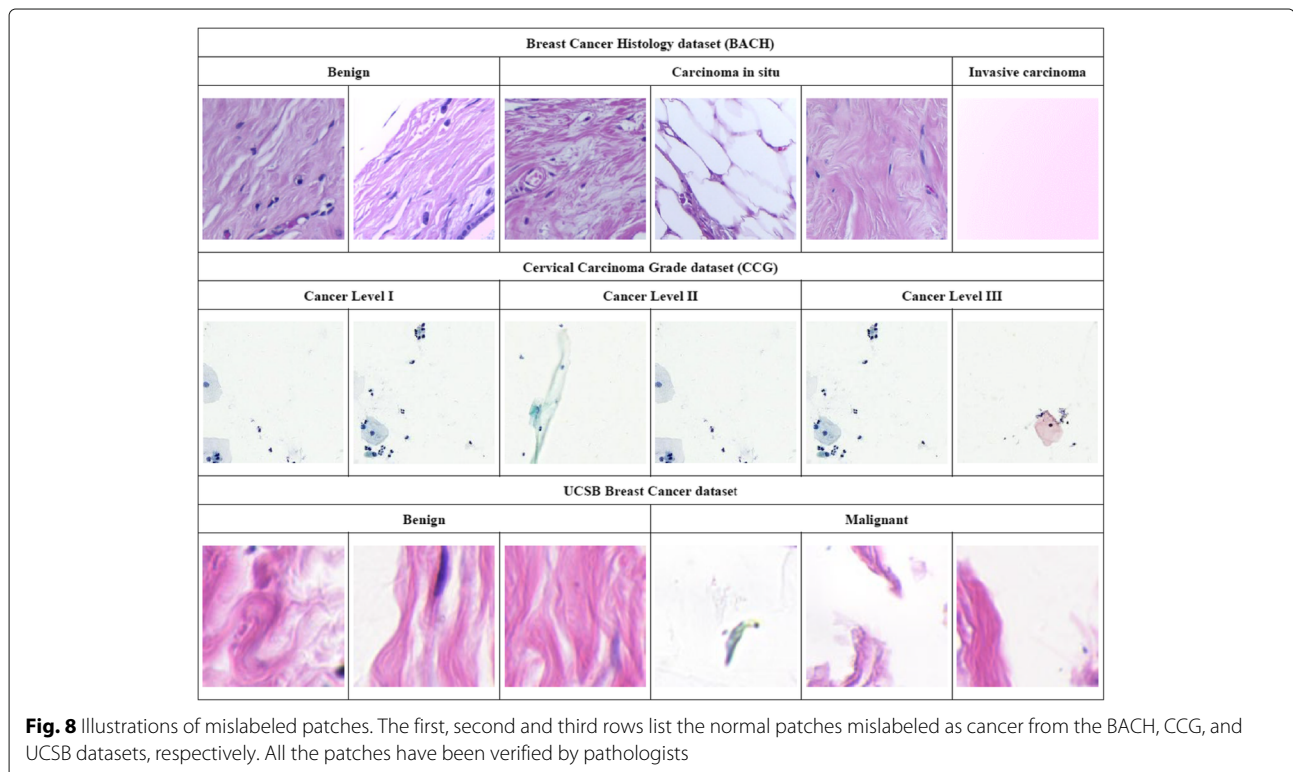 Breast Cancer Histology dataset (BACH)
Benign
Carcinoma in situ
Invasive carcinoma
Cervical Carcinoma Grade dataset (CCG)
Cancer Level I
Cancer Level II
Cancer Level III
UCSB Breast Cancer dataset
Benign
Malignant
Fig. 8 Illustrations of mislabeled patches. The first, second and third rows list the normal patches mislabeled as cancer from the BACH, CCG, and
UCSB datasets, respectively. All the patches have been verified by pathologists